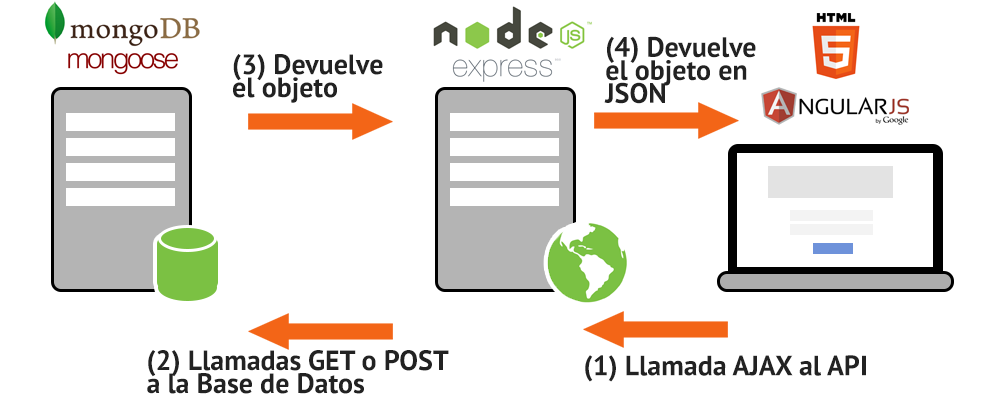 mongoDB
mongoose
(3) Devuelve
el objeto
node
JS
express
(4) Devuelve
el objeto en
JSON
HTML
5
ANGULARJS
by Google
(2) Llamadas GET o POST
a la Base de Datos
(1) Llamada AJAX al API